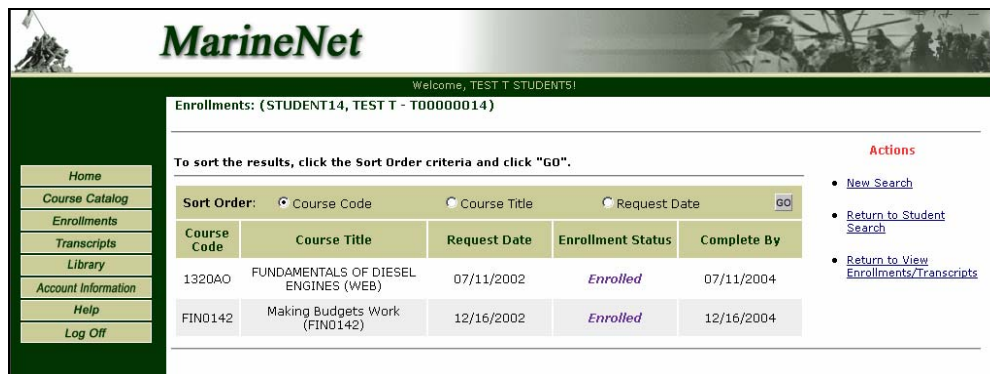 MarineNet
Welcome, TEST T STUDENT5!
Enrollments: (STUDENT14, TEST T - T00000014)
To sort the results, click the Sort Order criteria and click "GO".
Home
Course Catalog
Enrollments
Transcripts
Library
Account Information
Help
Log Off
Sort Order: Course Code Course Title Request Date GO
Course Code Course Title Request Date Enrollment Status Complete By
1320AO FUNDAMENTALS OF DIESEL ENGINES (WEB) 07/11/2002 Enrolled 07/11/2004
FIN0142 Making Budgets Work (FIN0142) 12/16/2002 Enrolled 12/16/2004
Actions
New Search
Return to Student
Search
Return to View
Enrollments/Transcripts